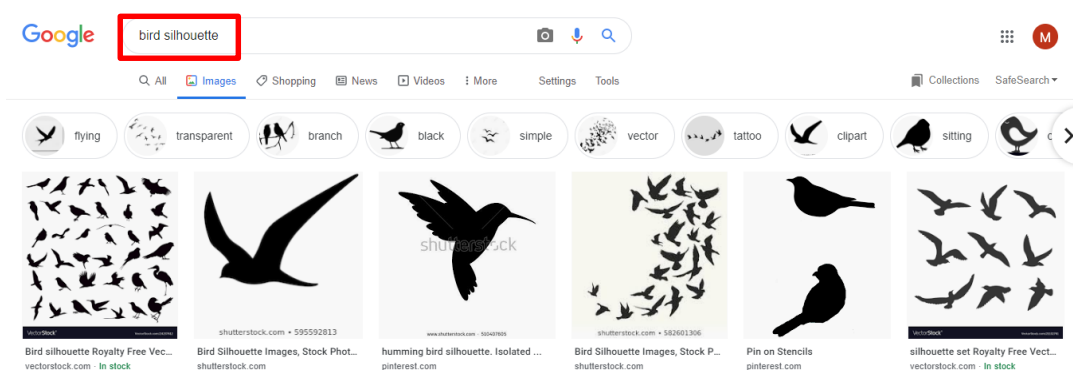 Google
bird silhouette
M
All Images Shopping News Videos More Settings Tools Collections SafeSearch
flying transparent branch black simple vector tattoo clipart sitting c
shutterstock
VectorStock
shutterstock.com • 595592813
shutterstock.com • 582601306
VectorStock
Bird silhouette Royalty Free Vec... Bird Silhouette Images, Stock Phot... humming bird silhouette. Isolated ... Bird Silhouette Images, Stock P... Pin on Stencils silhouette set Royalty Free Vect...
vectorstock.com · In stock shutterstock.com pinterest.com shutterstock.com pinterest.com vectorstock.com · In stock